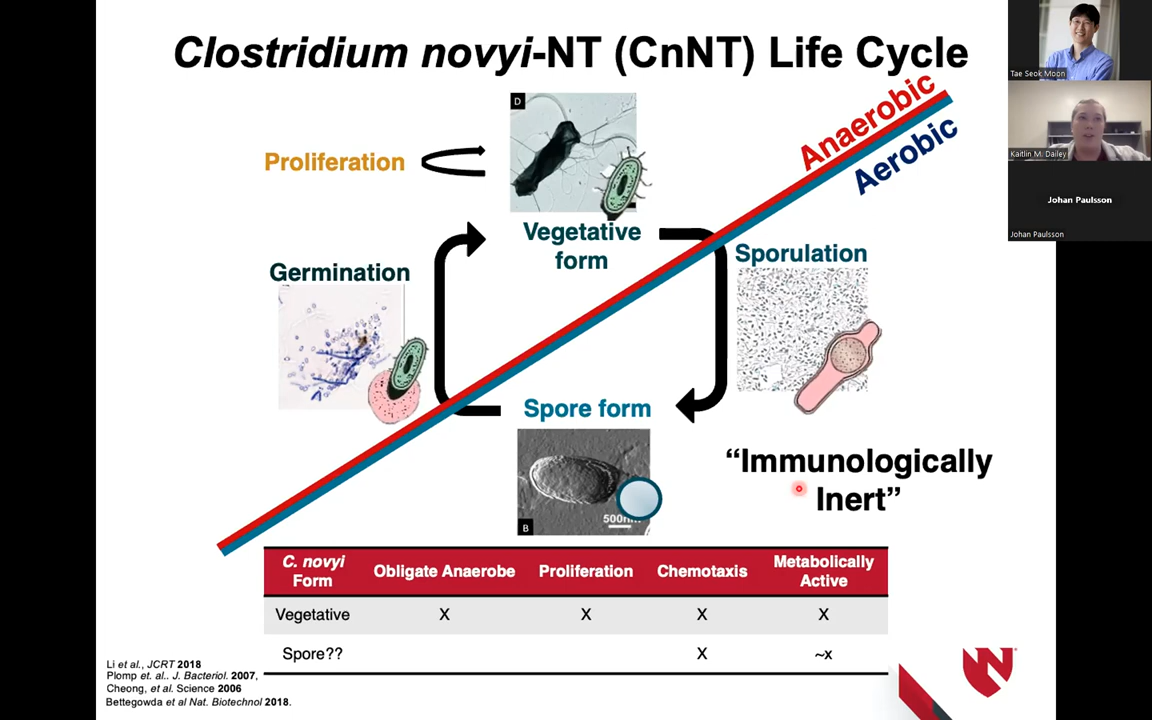 Clostridium novyi-NT (CnNT) Life Cycle
Tae Seok Moon
Kaitlin M. Dailey
Johan Paulsson
Johan Paulsson
Anaerobic
Aerobic
D
Proliferation
Vegetative
form
Germination
Sporulation
Spore form
B
500n
"Immunologically
Inert"
C. novyi
Form
Obligate Anaerobe
Proliferation
Chemotaxis
Metabolically
Active
Vegetative
X
X
X
X
Spore??
X
~x
Li et al., JCRT 2018
Plomp et. al.. J. Bacteriol. 2007,
Cheong, et al. Science 2006
Bettegowda et al Nat. Biotechnol 2018.
N